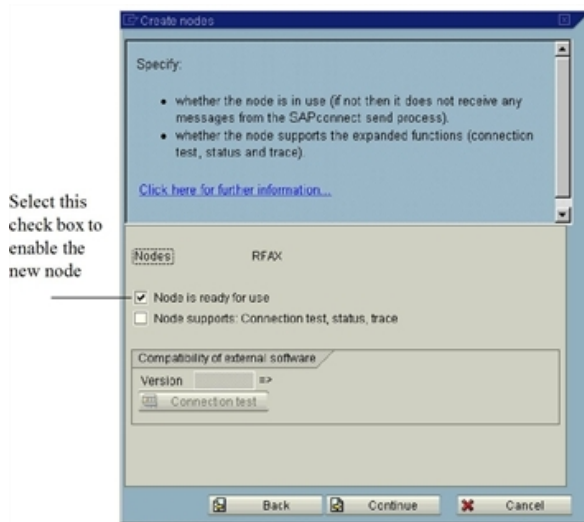 Create nodes
Specify:
• whether the node is in use (if not then it does not receive any
messages from the SAPconnect send process).
• whether the node supports the expanded functions (connection
test, status and trace).
Click here for further information...
Select this
check box to
enable the
new node
Nodes RFAX
Node is ready for use
Node supports: Connection test, status, trace
Compatibility of external software
Version =>
Connection test
Back Continue Cancel